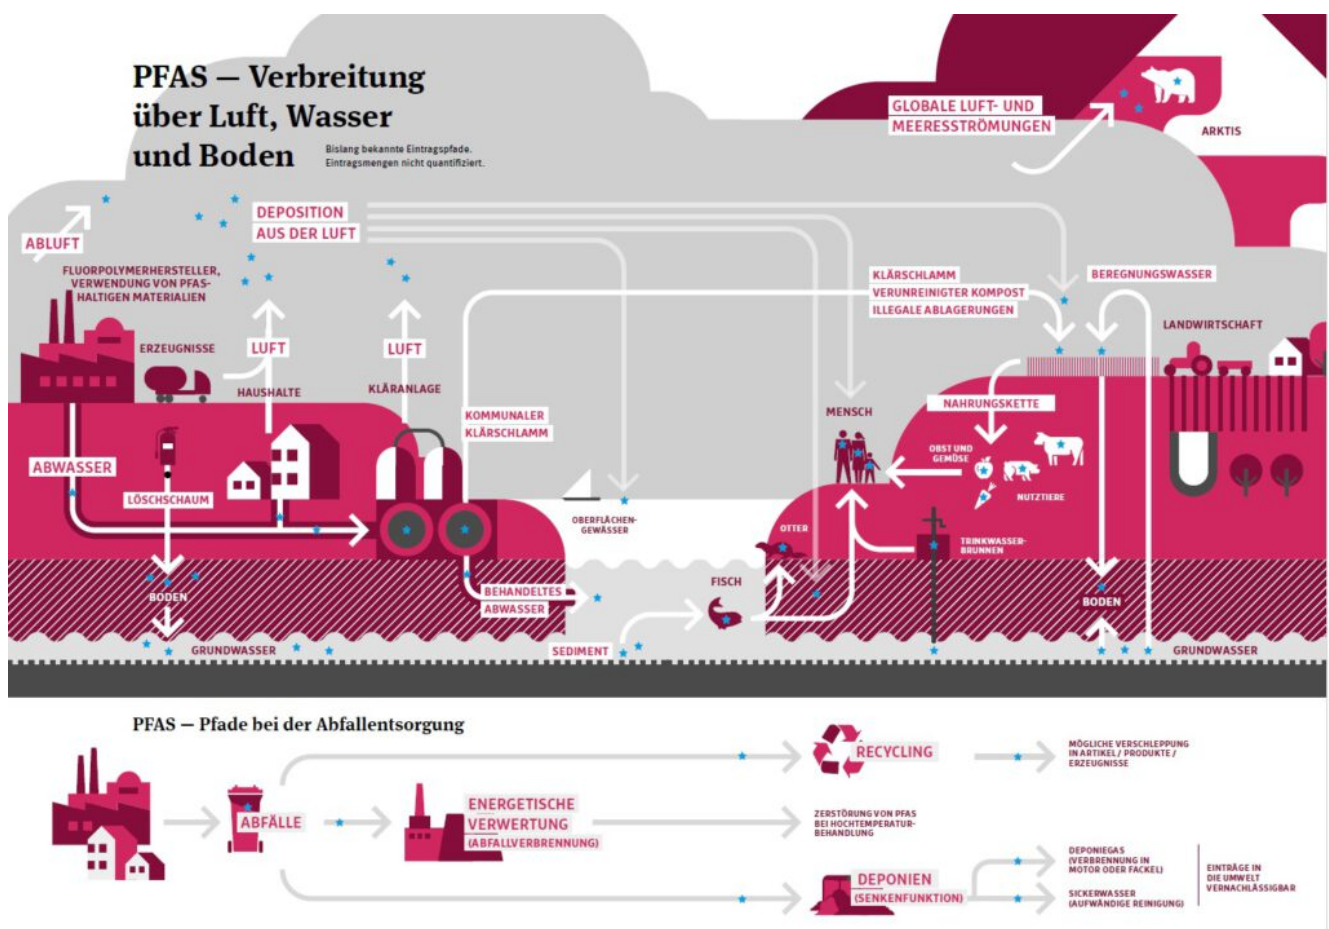 PFAS — Verbreitung
über Luft, Wasser
und Boden
Bislang bekannte Eintragspfade.
Eintragsmengen nicht quantifiziert.
GLOBALE LUFT- UND
MEERESSTRÖMUNGEN
ARKTIS
DEPOSITION
AUS DER LUFT
ABLUFT
FLUORPOLYMERHERSTELLER,
VERWENDUNG VON PFAS-
HALTIGEN MATERIALIEN
ERZEUGNISSE
LUFT
HAUSHALTE
LUFT
KLÄRANLAGE
KLÄRSCHLAMM
VERUNREINIGTER KOMPOST
ILLEGALE ABLAGERUNGEN
BEREGNUNGSWASSER
LANDWIRTSCHAFT
KOMMUNALER
KLÄRSCHLAMM
MENSCH
NAHRUNGSKETTE
OBST UND
GEMÜSE
NUTZTIERE
ABWASSER
LÖSCHSCHAUM
OBERFLÄCHEN-
GEWÄSSER
OTTER
TRINKWASSER-
BRUNNEN
FISCH
BODEN
BEHANDELTES
ABWASSER
BODEN
GRUNDWASSER
SEDIMENT
GRUNDWASSER
PFAS — Pfade bei der Abfallentsorgung
RECYCLING
MÖGLICHE VERSCHLEPPUNG
IN ARTIKEL / PRODUKTE /
ERZEUGNISSE
ABFÄLLE
ENERGETISCHE
VERWERTUNG
(ABFALLVERBRENNUNG)
ZERSTÖRUNG VON PFAS
BEI HOCHTEMPERATUR-
BEHANDLUNG
DEPONIEN
(SENKENFUNKTION)
DEPONIEGAS
(VERBRENNUNG IN
MOTOR ODER FACKEL)
SICKERWASSER
(AUFWÄNDIGE REINIGUNG)
EINTRÄGE IN
DIE UMWELT
VERNACHLÄSSIGBAR